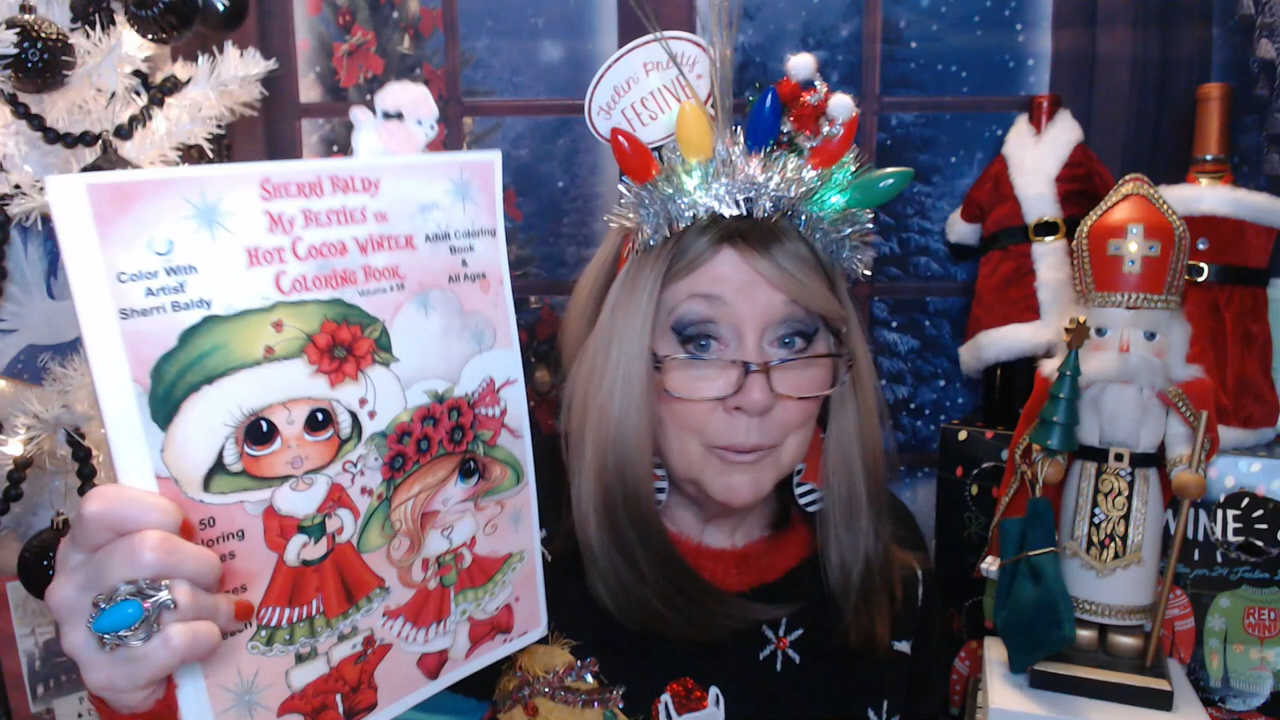 Feelin' Pretty
FESTIVE
SHERRI BALDY
MY BESTIES IN
HOT COCOA WINTER
COLORING BOOK
Volume # 38
Color With
Artist
Sherri Baldy
Adult Coloring
Book
&
All Ages
50
WINE
RED
WINE